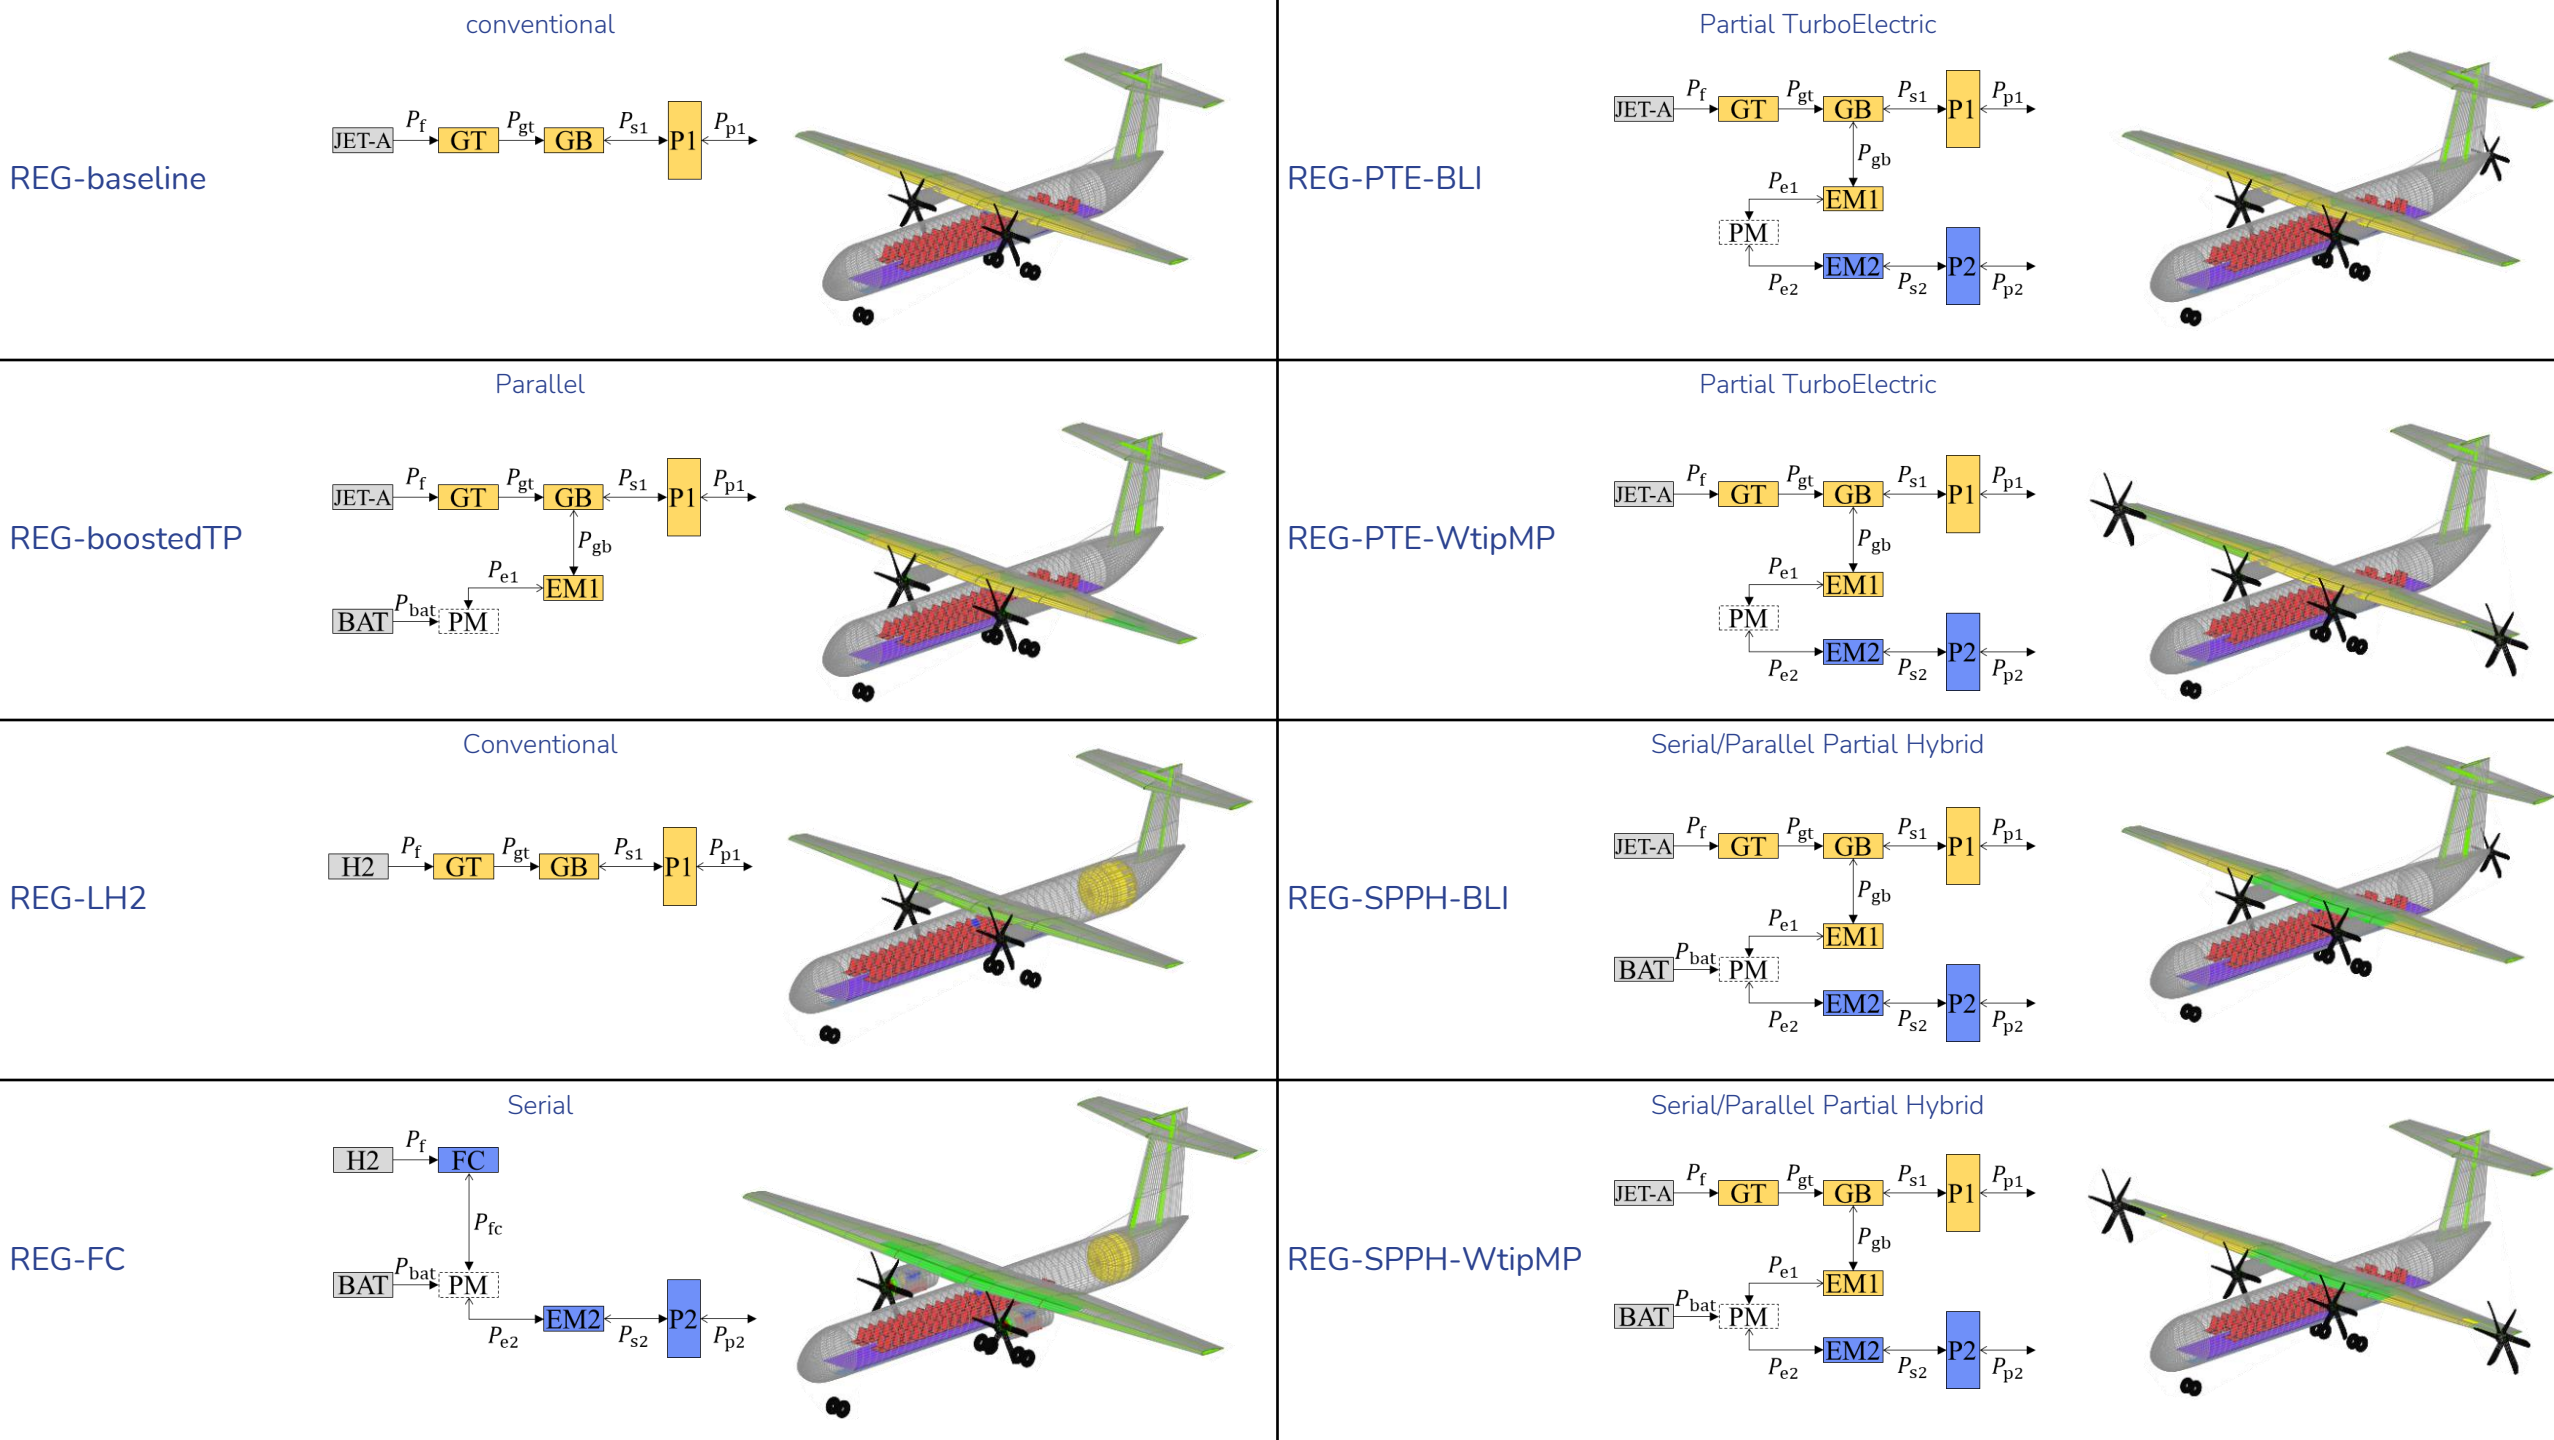 conventional
REG-baseline
JET-A P_f GT P_gt GB P_s1 P1 P_p1
Partial TurboElectric
REG-PTE-BLI
JET-A P_f GT P_gt GB P_s1 P1 P_p1
P_gb
P_e1 EM1
PM
P_e2 EM2 P_s2 P2 P_p2
Parallel
REG-boostedTP
JET-A P_f GT P_gt GB P_s1 P1 P_p1
P_gb
P_e1 EM1
BAT P_bat PM
Partial TurboElectric
REG-PTE-WtipMP
JET-A P_f GT P_gt GB P_s1 P1 P_p1
P_gb
P_e1 EM1
PM
P_e2 EM2 P_s2 P2 P_p2
Conventional
REG-LH2
H2 P_f GT P_gt GB P_s1 P1 P_p1
Serial/Parallel Partial Hybrid
REG-SPPH-BLI
JET-A P_f GT P_gt GB P_s1 P1 P_p1
P_gb
P_e1 EM1
BAT P_bat PM
P_e2 EM2 P_s2 P2 P_p2
Serial
REG-FC
H2 P_f FC
P_fc
BAT P_bat PM
P_e2 EM2 P_s2 P2 P_p2
Serial/Parallel Partial Hybrid
REG-SPPH-WtipMP
JET-A P_f GT P_gt GB P_s1 P1 P_p1
P_gb
P_e1 EM1
BAT P_bat PM
P_e2 EM2 P_s2 P2 P_p2